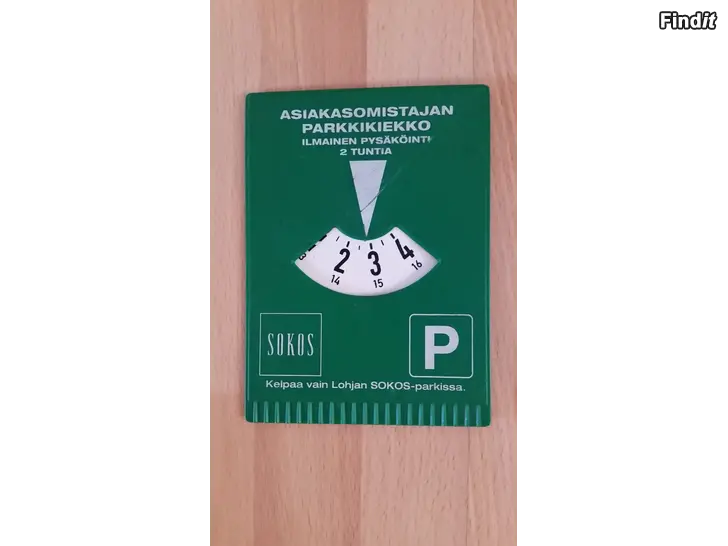 Findit
ASIAKASOMISTAJAN
PARKKIKIEKKO
ILMAINEN PYSÄKÖINTI
2 TUNTIA
2 3 4
14 15 16
SOKOS
P
Kelpaa vain Lohjan SOKOS-parkissa.